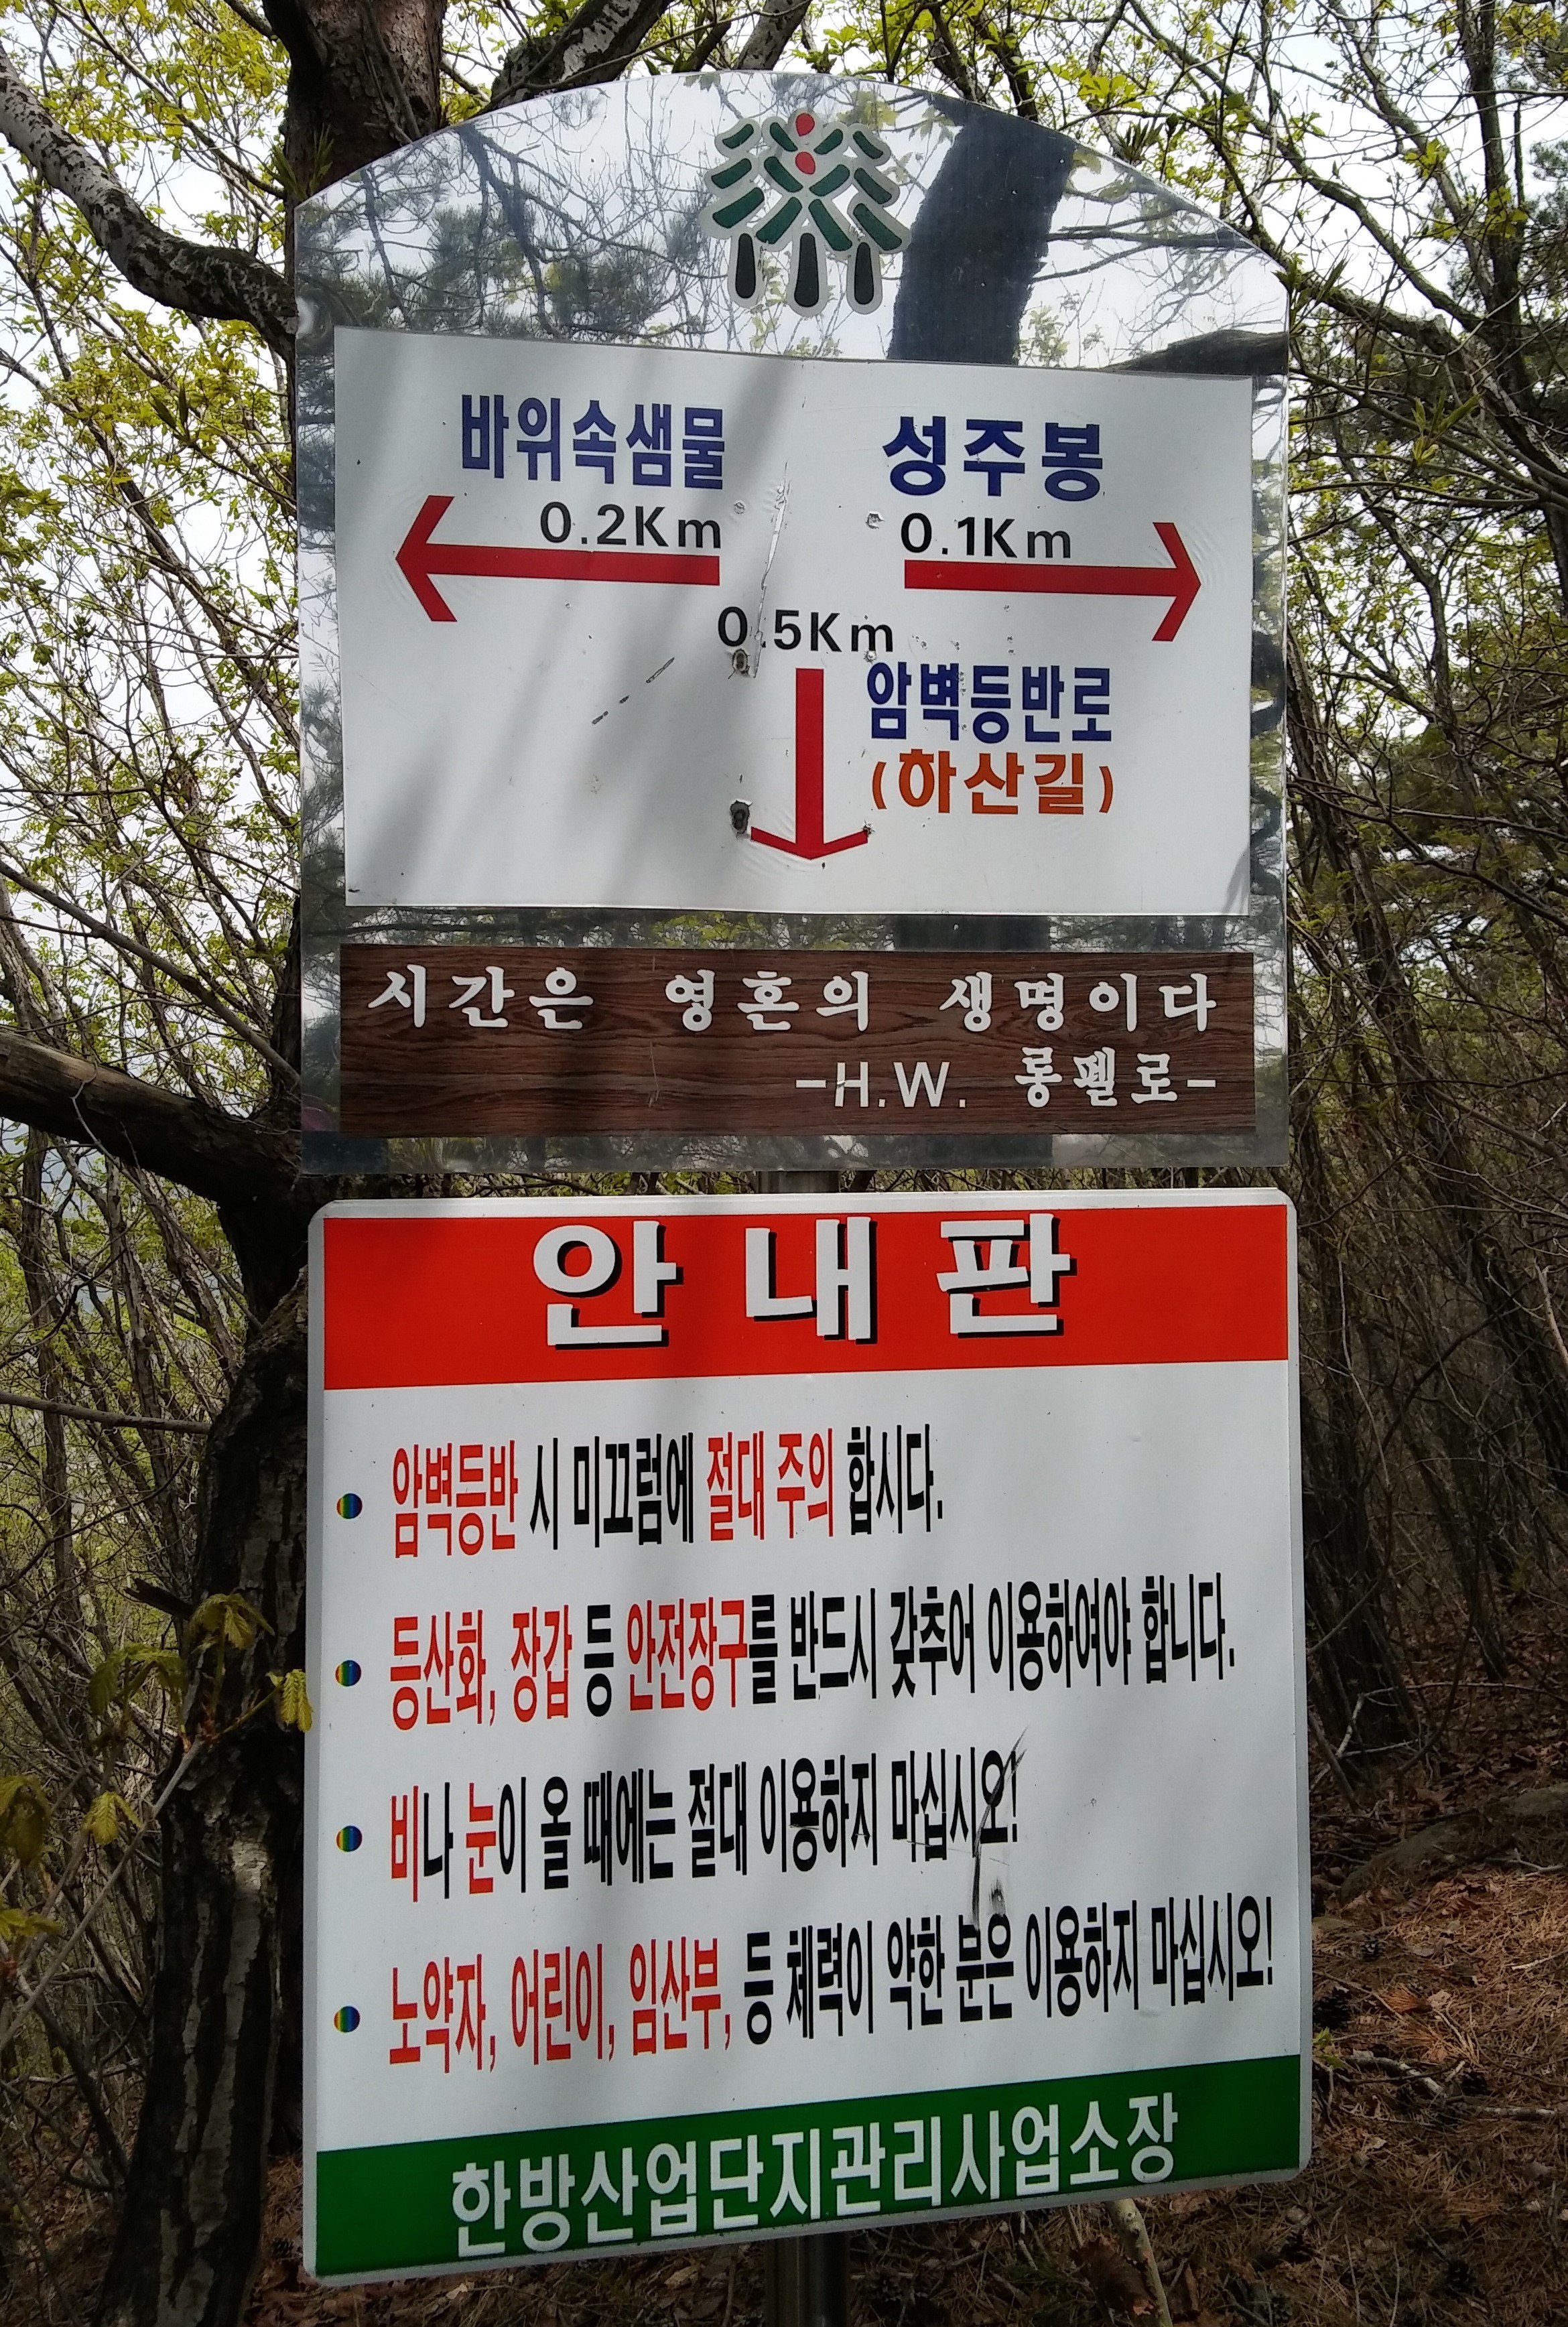 바위속샘물
0.2Km
성주봉
0.1Km
0.5Km
암벽등반로
(하산길)
시간은 영혼의 생명이다
-H.W. 롱펠로-
안내판
• 암벽등반 시 미끄럼에 절대 주의 합시다.
• 등산화, 장갑 등 안전장구를 반드시 갖추어 이용하여야 합니다.
• 비나 눈이 올 때에는 절대 이용하지 마십시오!
• 노약자, 어린이, 임산부, 등 체력이 약한 분은 이용하지 마십시오!
한방산업단지관리사업소장